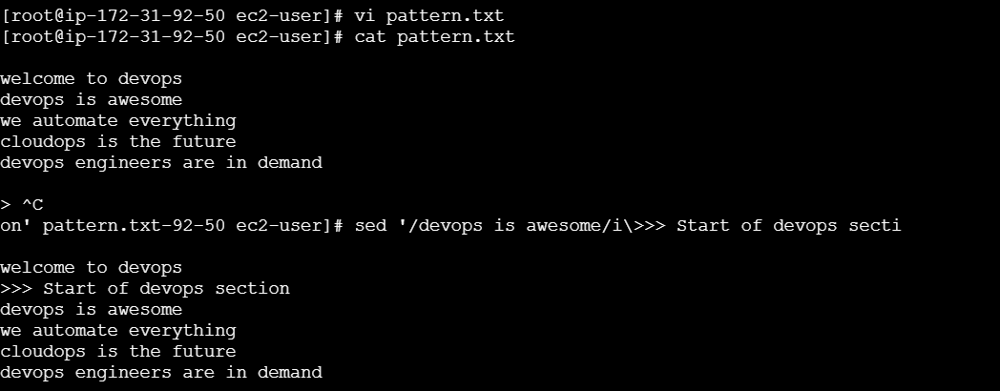 [root@ip-172-31-92-50 ec2-user]# vi pattern.txt
[root@ip-172-31-92-50 ec2-user]# cat pattern.txt
welcome to devops
devops is awesome
we automate everything
cloudops is the future
devops engineers are in demand
> ^C
on' pattern.txt-92-50 ec2-user]# sed '/devops is awesome/i\>>> Start of devops secti
welcome to devops
>>> Start of devops section
devops is awesome
we automate everything
cloudops is the future
devops engineers are in demand